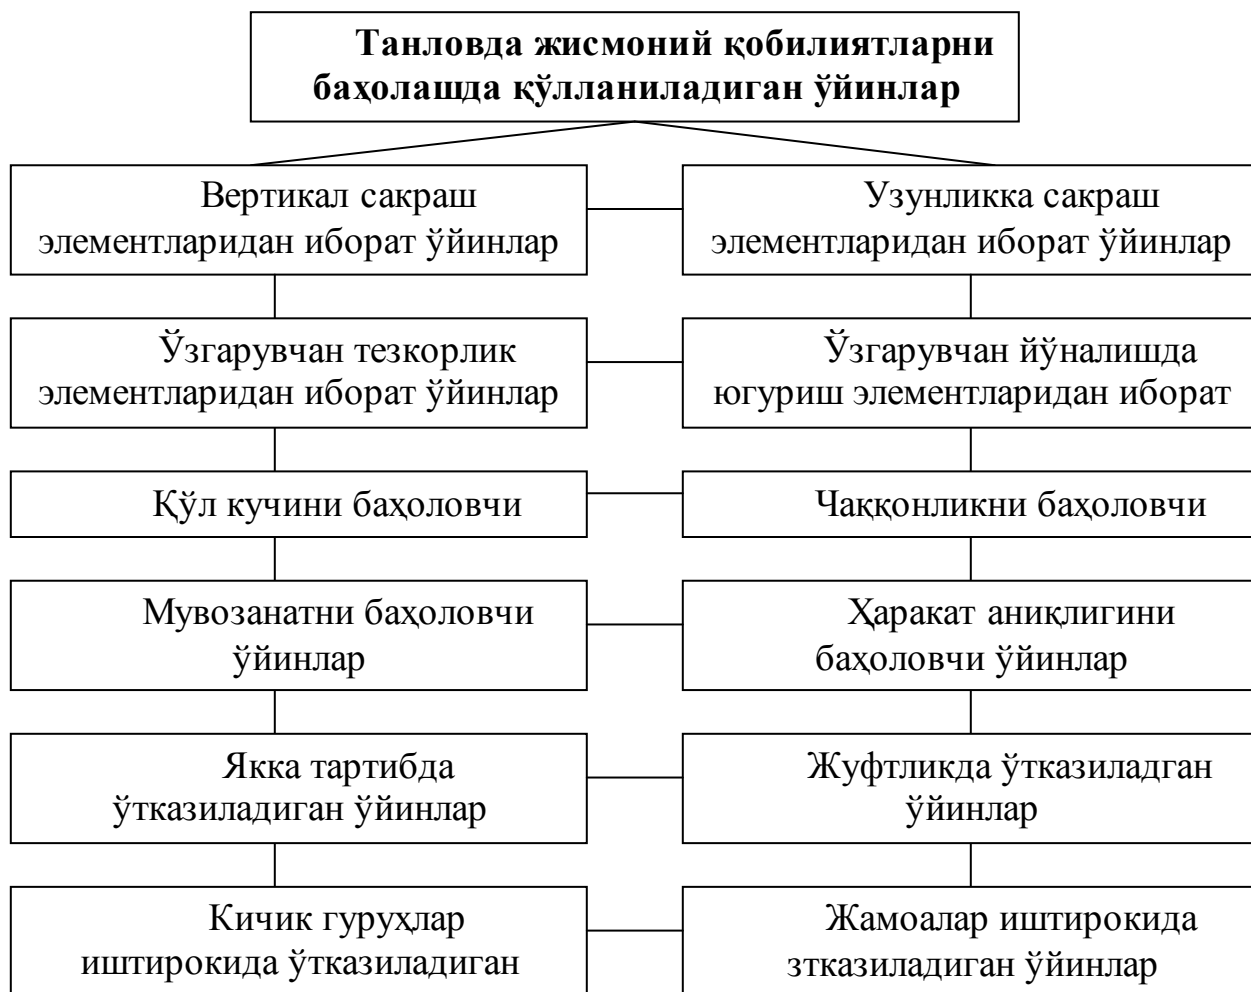 Танловда жисмоний қобилиятларни
баҳолашда қўлланиладиган ўйинлар
Вертикал сакраш
элементларидан иборат ўйинлар
Узунликка сакраш
элементларидан иборат ўйинлар
Ўзгарувчан тезкорлик
элементларидан иборат ўйинлар
Ўзгарувчан йўналишда
югуриш элементларидан иборат
Қўл кучини баҳоловчи
Чаққонликни баҳоловчи
Мувозанатни баҳоловчи
ўйинлар
Ҳаракат аниқлигини
баҳоловчи ўйинлар
Якка тартибда
ўтказиладиган ўйинлар
Жуфтликда ўтказиладган
ўйинлар
Кичик гуруҳлар
иштирокида ўтказиладиган
Жамоалар иштирокида
зтказиладиган ўйинлар